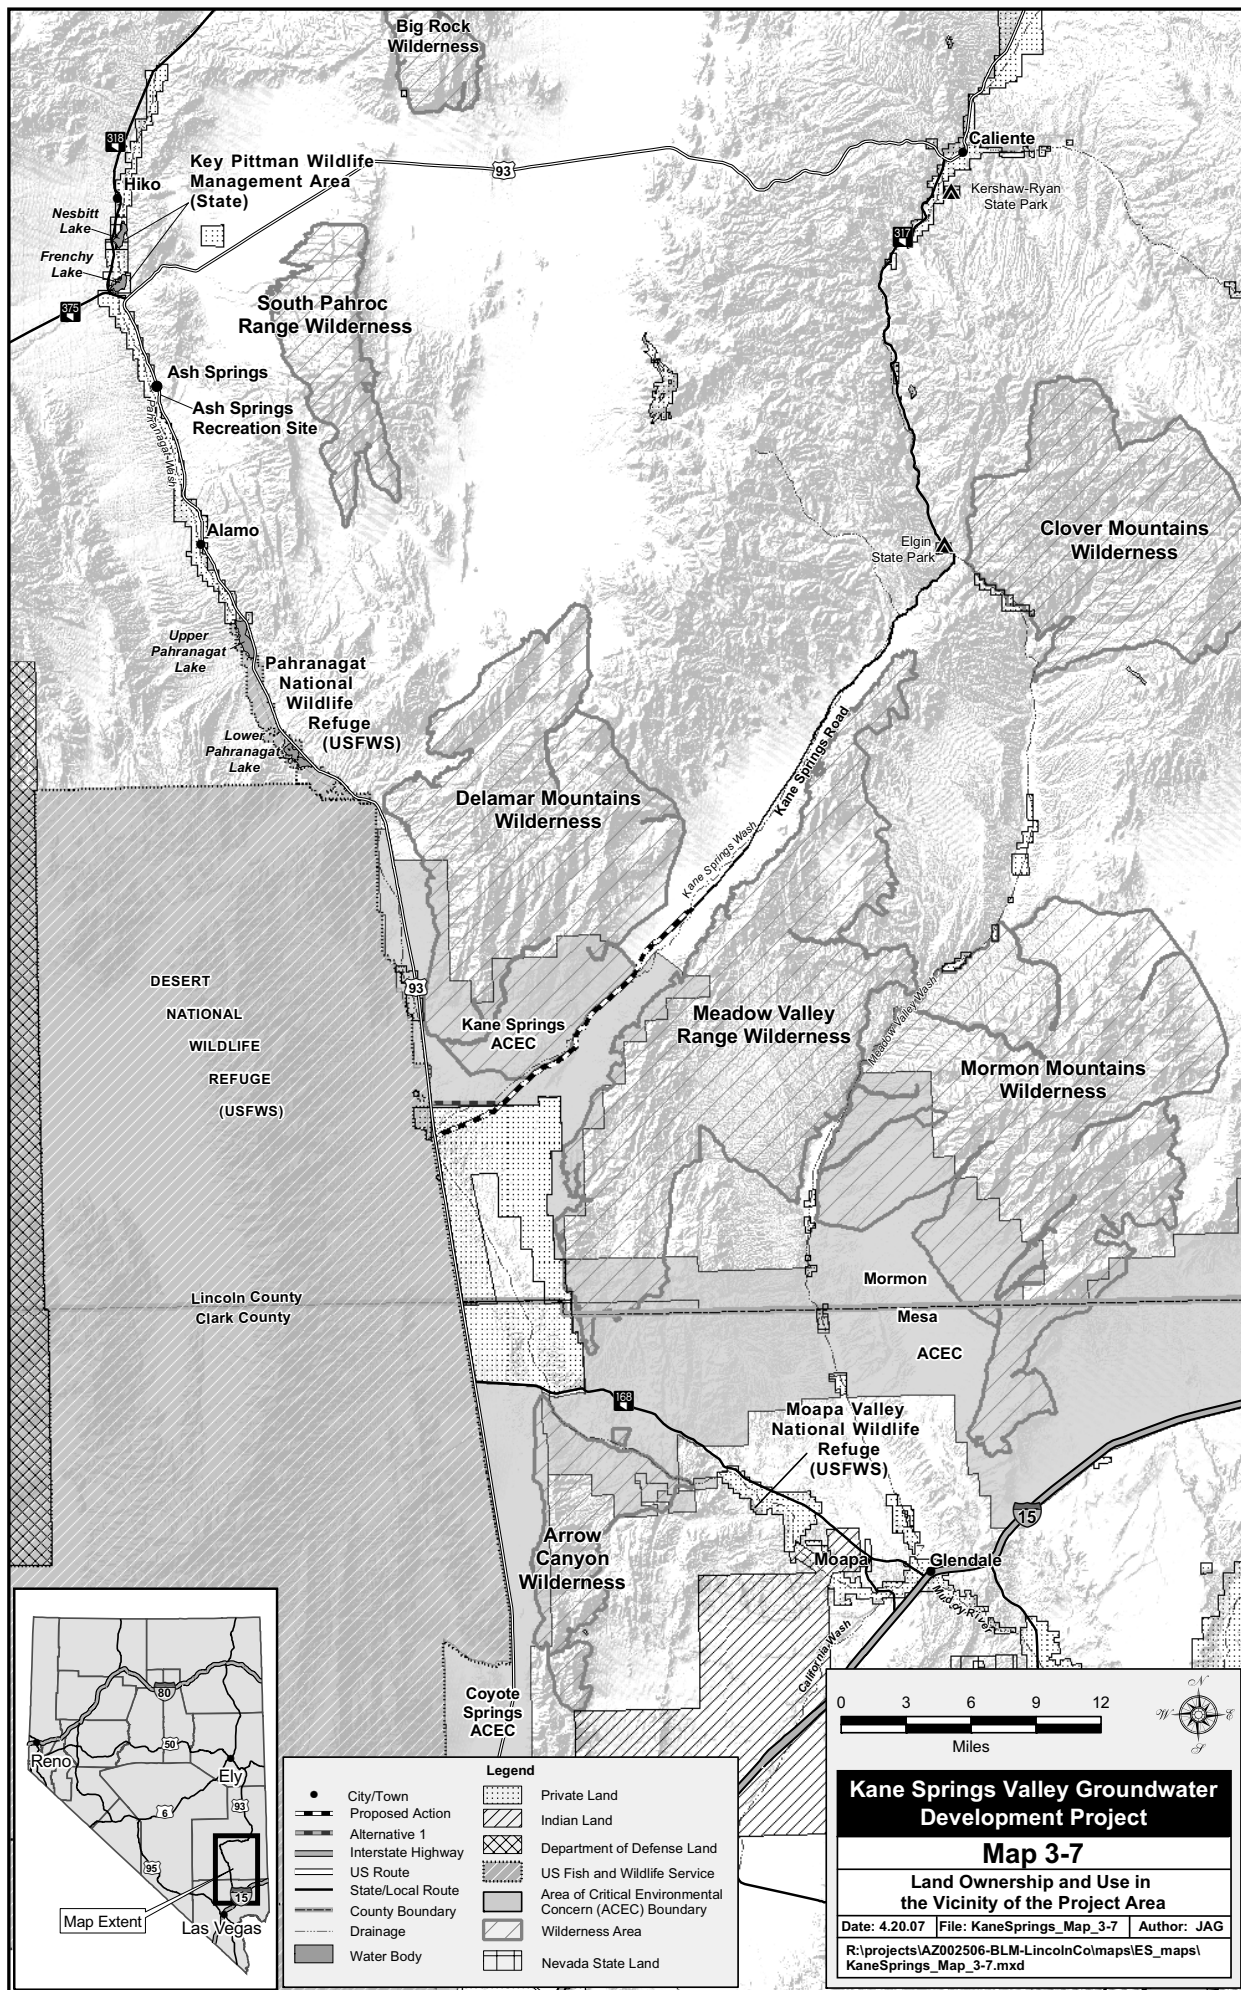 Big Rock
Wilderness
318
Key Pittman Wildlife
Management Area
(State)
93
Caliente
Hiko
Kershaw-Ryan
State Park
Nesbitt
Lake
317
Frenchy
Lake
375
South Pahroc
Range Wilderness
Ash Springs
Ash Springs
Recreation Site
Pahranagat Wash
Alamo
Elgin
State Park
Clover Mountains
Wilderness
Upper
Pahranagat
Lake
Pahranagat
National
Wildlife
Refuge
(USFWS)
Lower
Pahranagat
Lake
Kane Springs Road
Delamar Mountains
Wilderness
Kane Springs Wash
DESERT
NATIONAL
WILDLIFE
REFUGE
(USFWS)
93
Kane Springs
ACEC
Meadow Valley
Range Wilderness
Meadow Valley Wash
Mormon Mountains
Wilderness
Lincoln County
Clark County
Mormon
Mesa
ACEC
168
Moapa Valley
National Wildlife
Refuge
(USFWS)
15
Arrow
Canyon
Wilderness
Moapa
Glendale
Muddy River
California Wash
Coyote
Springs
ACEC
80
Reno
50
Ely
6
93
95
15
Map Extent
Las Vegas
Legend
City/Town
Proposed Action
Alternative 1
Interstate Highway
US Route
State/Local Route
County Boundary
Drainage
Water Body
Private Land
Indian Land
Department of Defense Land
US Fish and Wildlife Service
Area of Critical Environmental
Concern (ACEC) Boundary
Wilderness Area
Nevada State Land
0 3 6 9 12
Miles
N
W E
S
Kane Springs Valley Groundwater
Development Project
Map 3-7
Land Ownership and Use in
the Vicinity of the Project Area
Date: 4.20.07 File: KaneSprings_Map_3-7 Author: JAG
R:\projects\AZ002506-BLM-LincolnCo\maps\ES_maps\
KaneSprings_Map_3-7.mxd